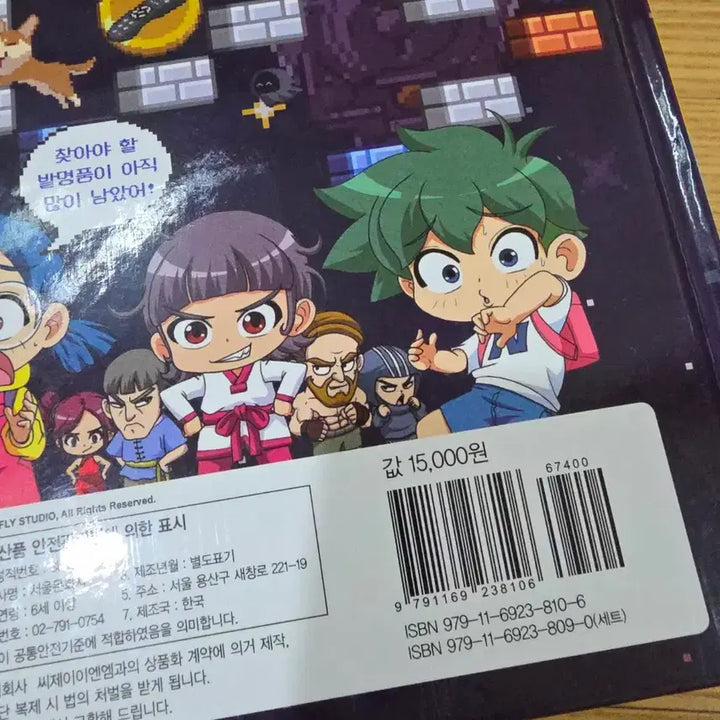 찾아야 할
발명품이 아직
많이 남았어!
값 15,000원
67400
9 791169 238106
ISBN 979-11-6923-810-6
ISBN 979-11-6923-809-0(세트)
FLY STUDIO, All Rights Reserved.
의한 표시
제조년월 : 별도표기
5. 주소 : 서울 용산구 새창로 221-19
6세 이상
7. 제조국 : 한국
번호 : 02-791-0754
이 공통안전기준에 적합하였음을 의미합니다.
회사 씨제이이엔엠과의 상품화 계약에 의거 제작,
단 복제 시 법의 처벌을 받게 됩니다.
해 드립니다.